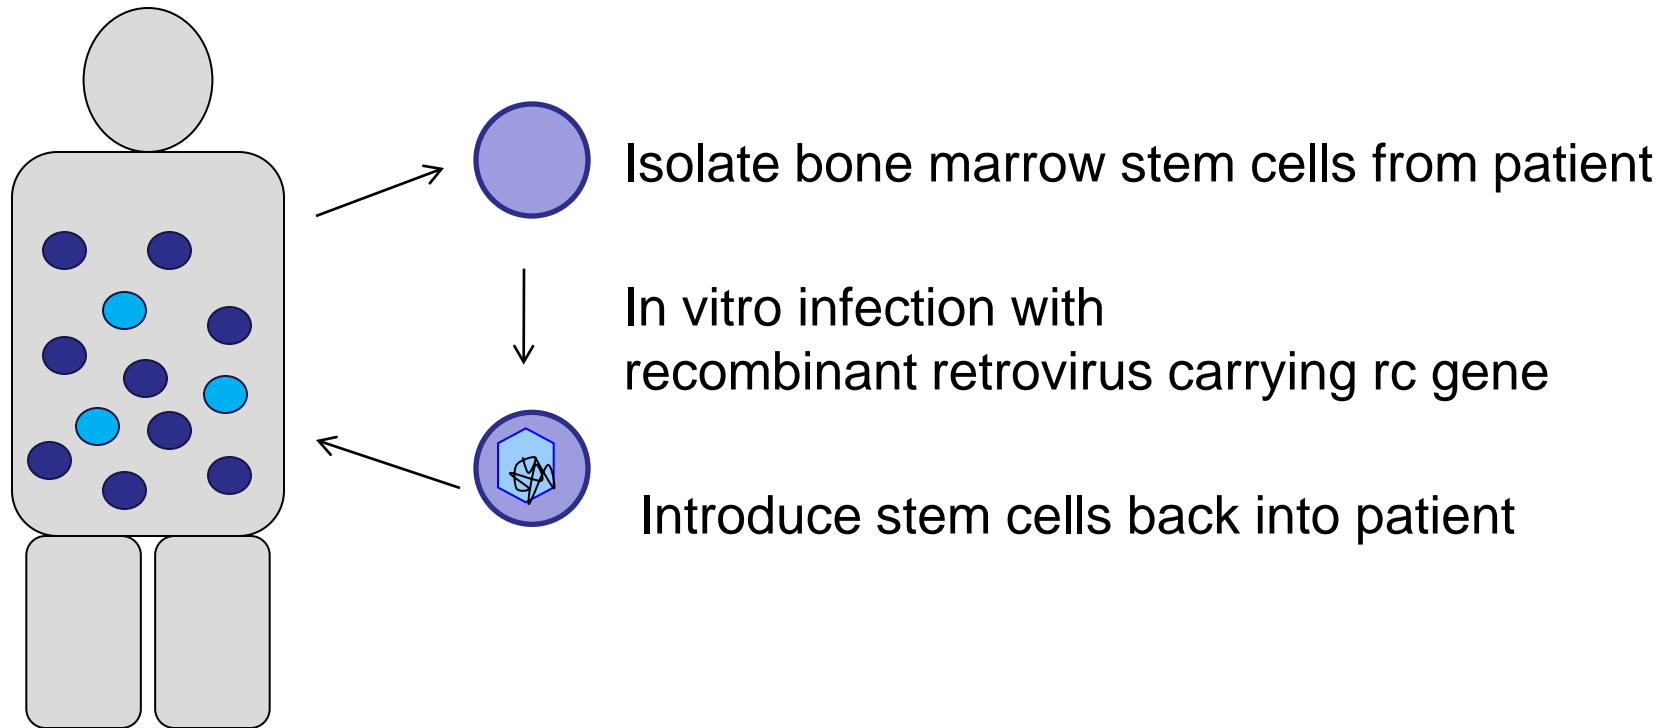 Isolate bone marrow stem cells from patient
In vitro infection with
recombinant retrovirus carrying rc gene
Introduce stem cells back into patient